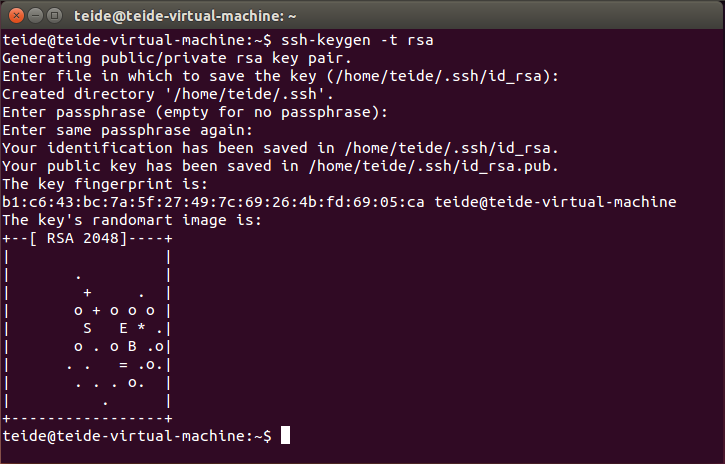 teide@teide-virtual-machine: ~
teide@teide-virtual-machine:~$ ssh-keygen -t rsa
Generating public/private rsa key pair.
Enter file in which to save the key (/home/teide/.ssh/id_rsa):
Created directory '/home/teide/.ssh'.
Enter passphrase (empty for no passphrase):
Enter same passphrase again:
Your identification has been saved in /home/teide/.ssh/id_rsa.
Your public key has been saved in /home/teide/.ssh/id_rsa.pub.
The key fingerprint is:
b1:c6:43:bc:7a:5f:27:49:7c:69:26:4b:fd:69:05:ca teide@teide-virtual-machine
The key's randomart image is:
+--[ RSA 2048]----+
|                 |
|       .         |
|        +     .  |
|       o + o o o |
|        S   E * .|
|       o . o B .o|
|      . .   = .o.|
|       . . . o.  |
|          .      |
+-----------------+
teide@teide-virtual-machine:~$